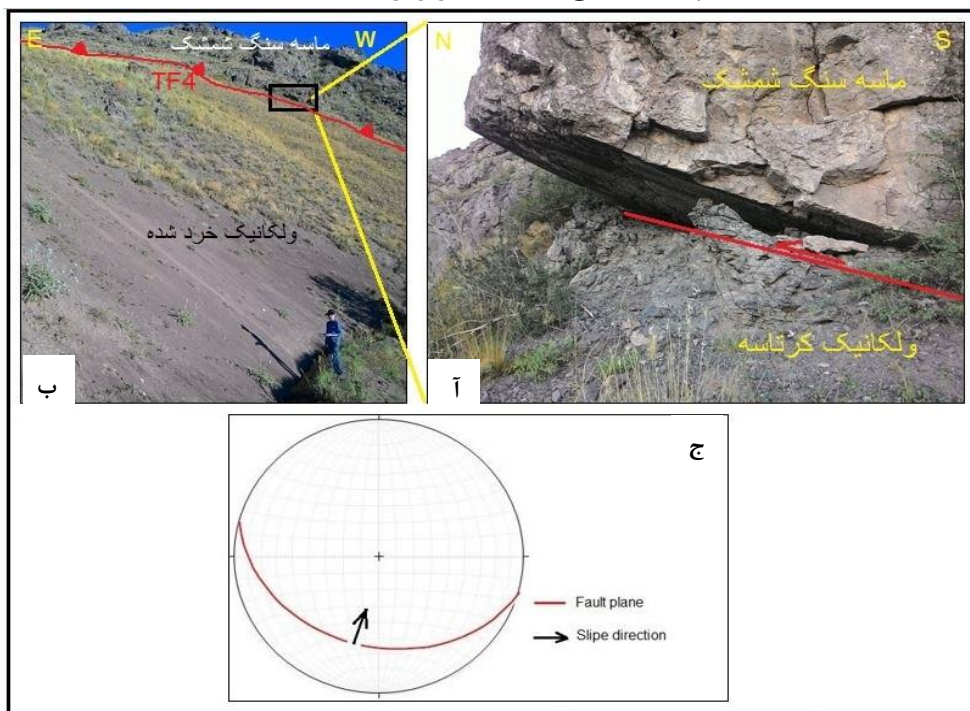 E
W
ماسه سنگ شمشک
TF4
ولکانیک خرد شده
ب
N
S
ماسه سنگ شمشک
ولکانیک کرتاسه
آ
ج
Fault plane
Slipe direction